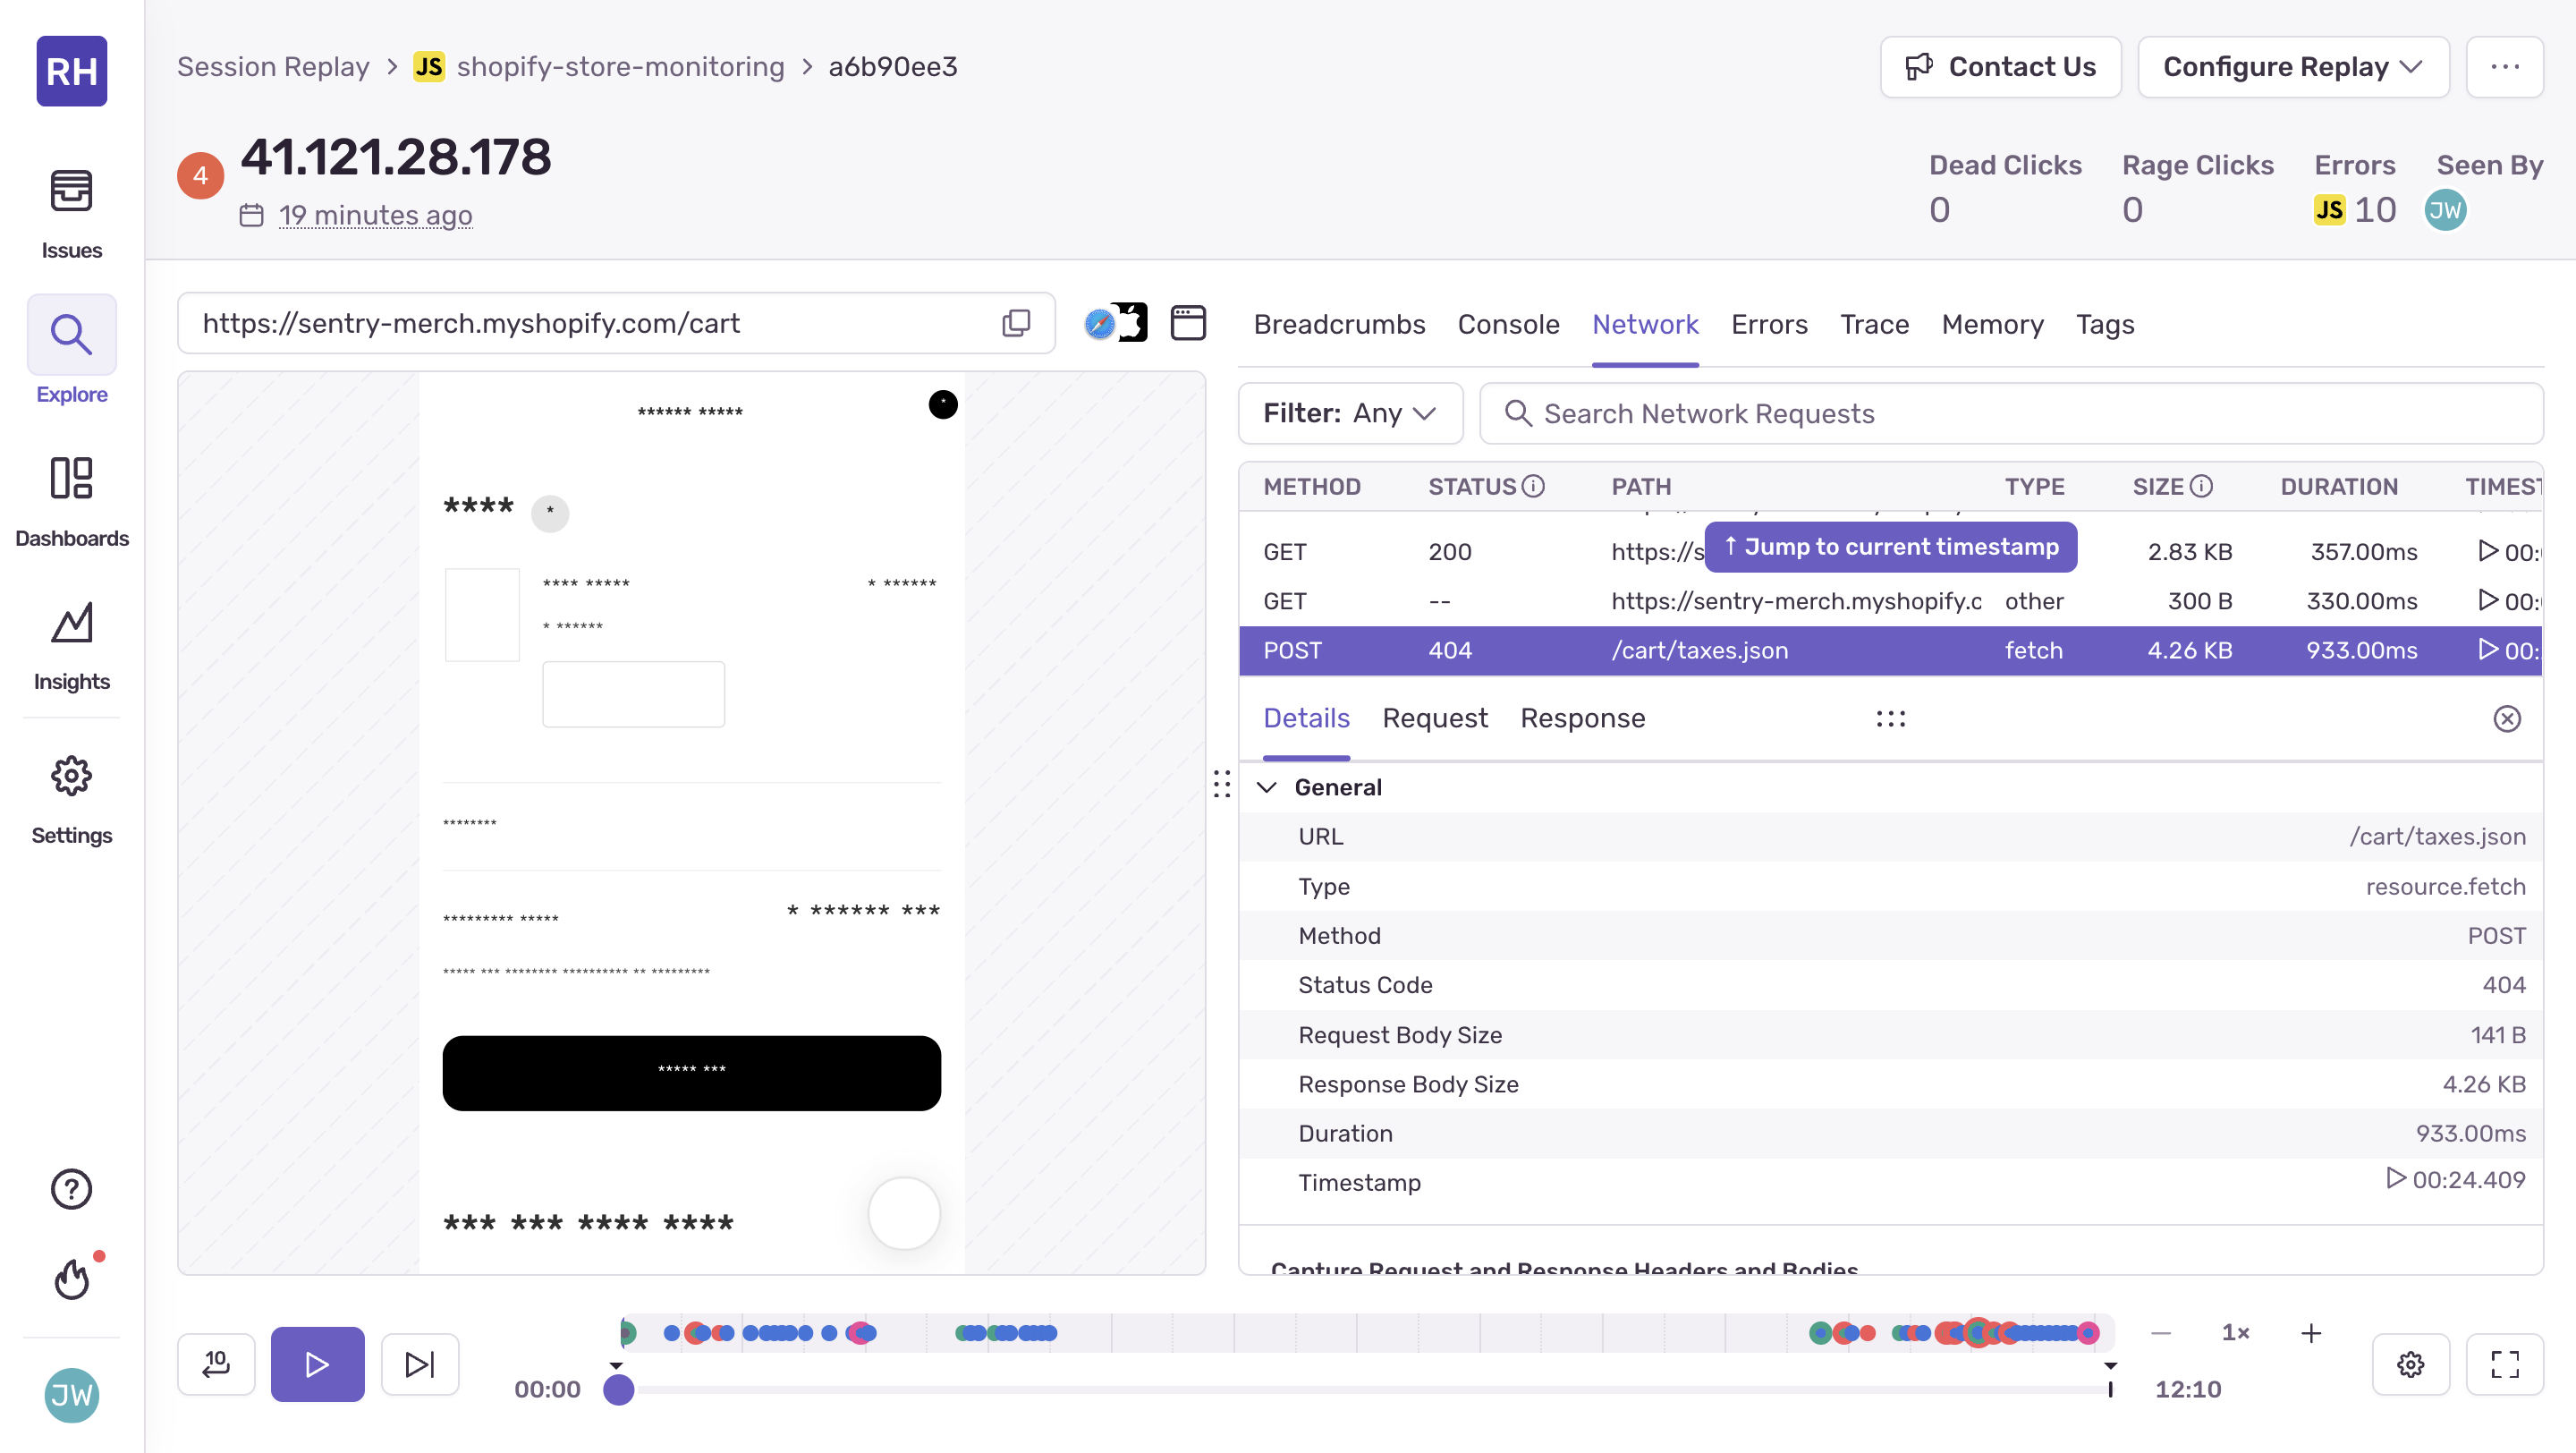 RH
Issues
Explore
Dashboards
Insights
Settings
JW
Session Replay > JS shopify-store-monitoring > a6b90ee3
Contact Us
Configure Replay
4
41.121.28.178
19 minutes ago
Dead Clicks
0
Rage Clicks
0
Errors
JS 10
Seen By
JW
https://sentry-merch.myshopify.com/cart
****** *****
*
**** *
**** ***** * ******
* ******
********
********* ***** * ****** ***
***** *** ******** ********** ** *********
***** ***
*** *** **** ****
Breadcrumbs Console Network Errors Trace Memory Tags
Filter: Any
Search Network Requests
METHOD STATUS PATH TYPE SIZE DURATION TIMEST
↑ Jump to current timestamp
GET 200 https://s 2.83 KB 357.00ms 00:
GET -- https://sentry-merch.myshopify.c other 300 B 330.00ms 00:
POST 404 /cart/taxes.json fetch 4.26 KB 933.00ms 00:
Details Request Response
General
URL /cart/taxes.json
Type resource.fetch
Method POST
Status Code 404
Request Body Size 141 B
Response Body Size 4.26 KB
Duration 933.00ms
Timestamp 00:24.409
Capture Request and Response Headers and Bodies
10
00:00
12:10
1×